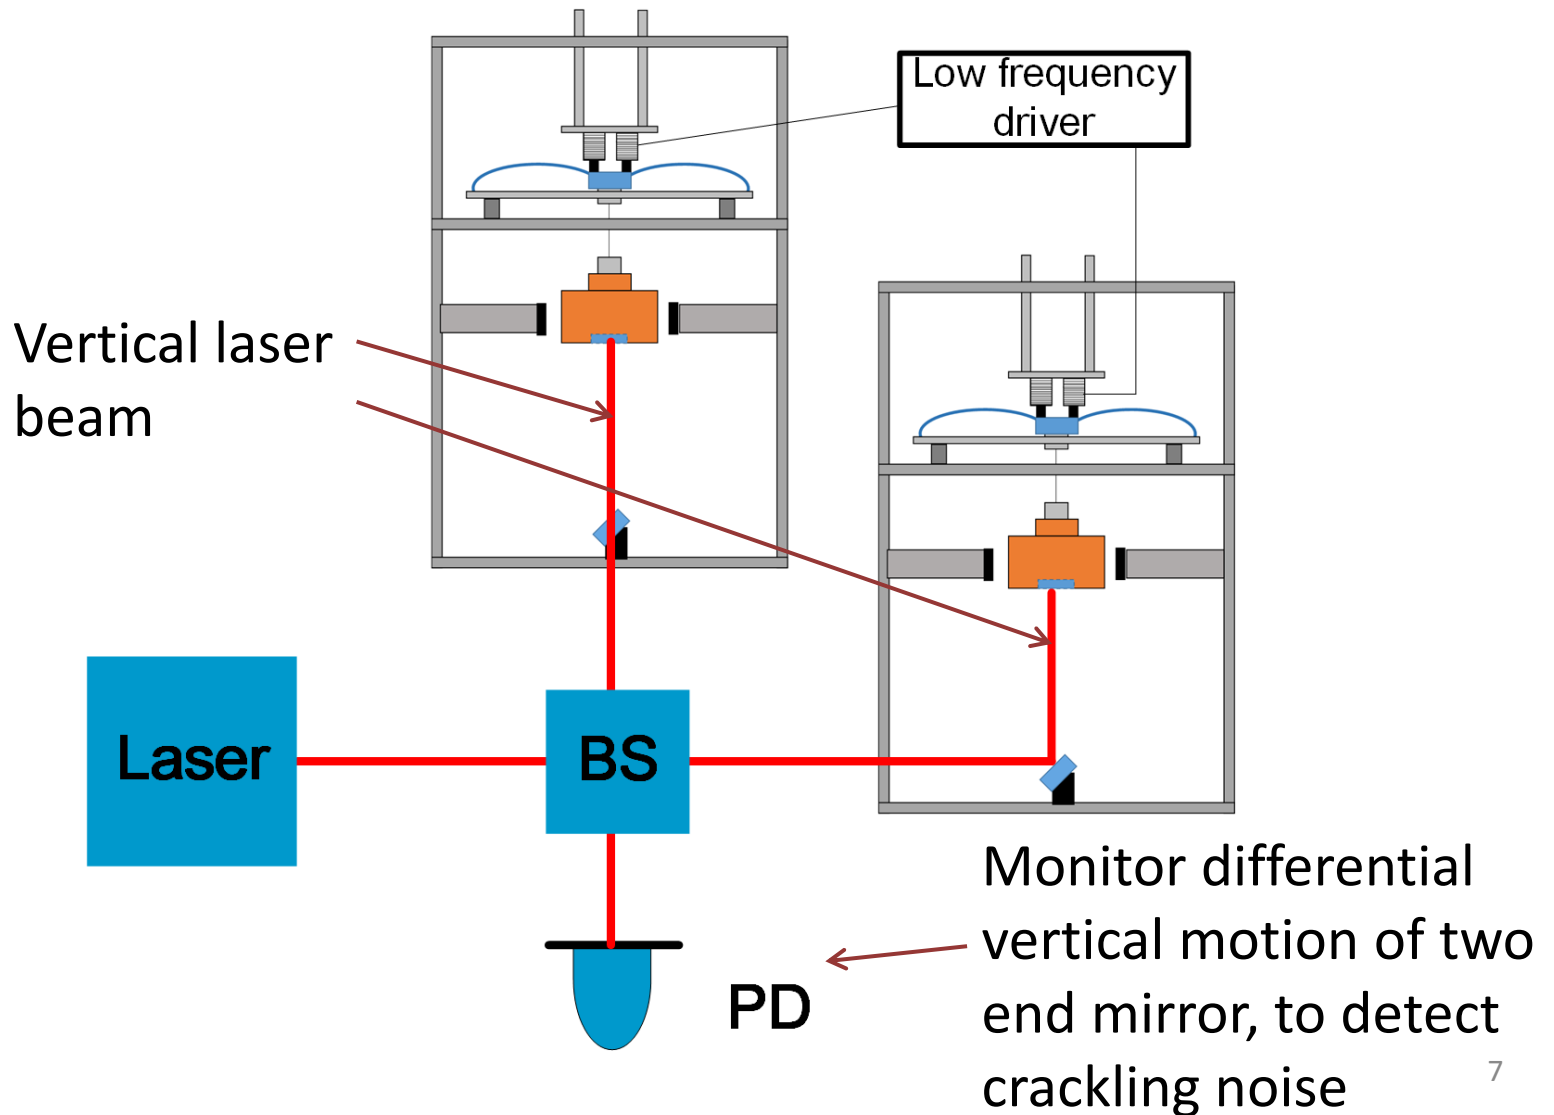 Low frequency
driver
Vertical laser
beam
Laser
BS
PD
Monitor differential
vertical motion of two
end mirror, to detect
crackling noise
7